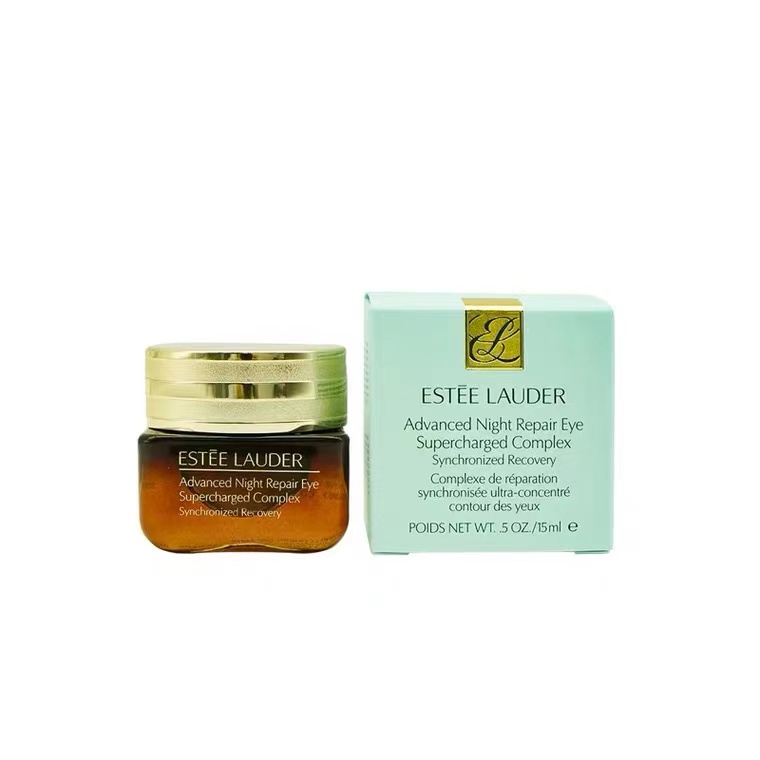 ESTĒE LAUDER
Advanced Night Repair Eye
Supercharged Complex
Synchronized Recovery
EL
ESTĒE LAUDER
Advanced Night Repair Eye
Supercharged Complex
Synchronized Recovery
Complexe de réparation
synchronisée ultra-concentré
contour des yeux
POIDS NET WT. .5 OZ./15ml ℮